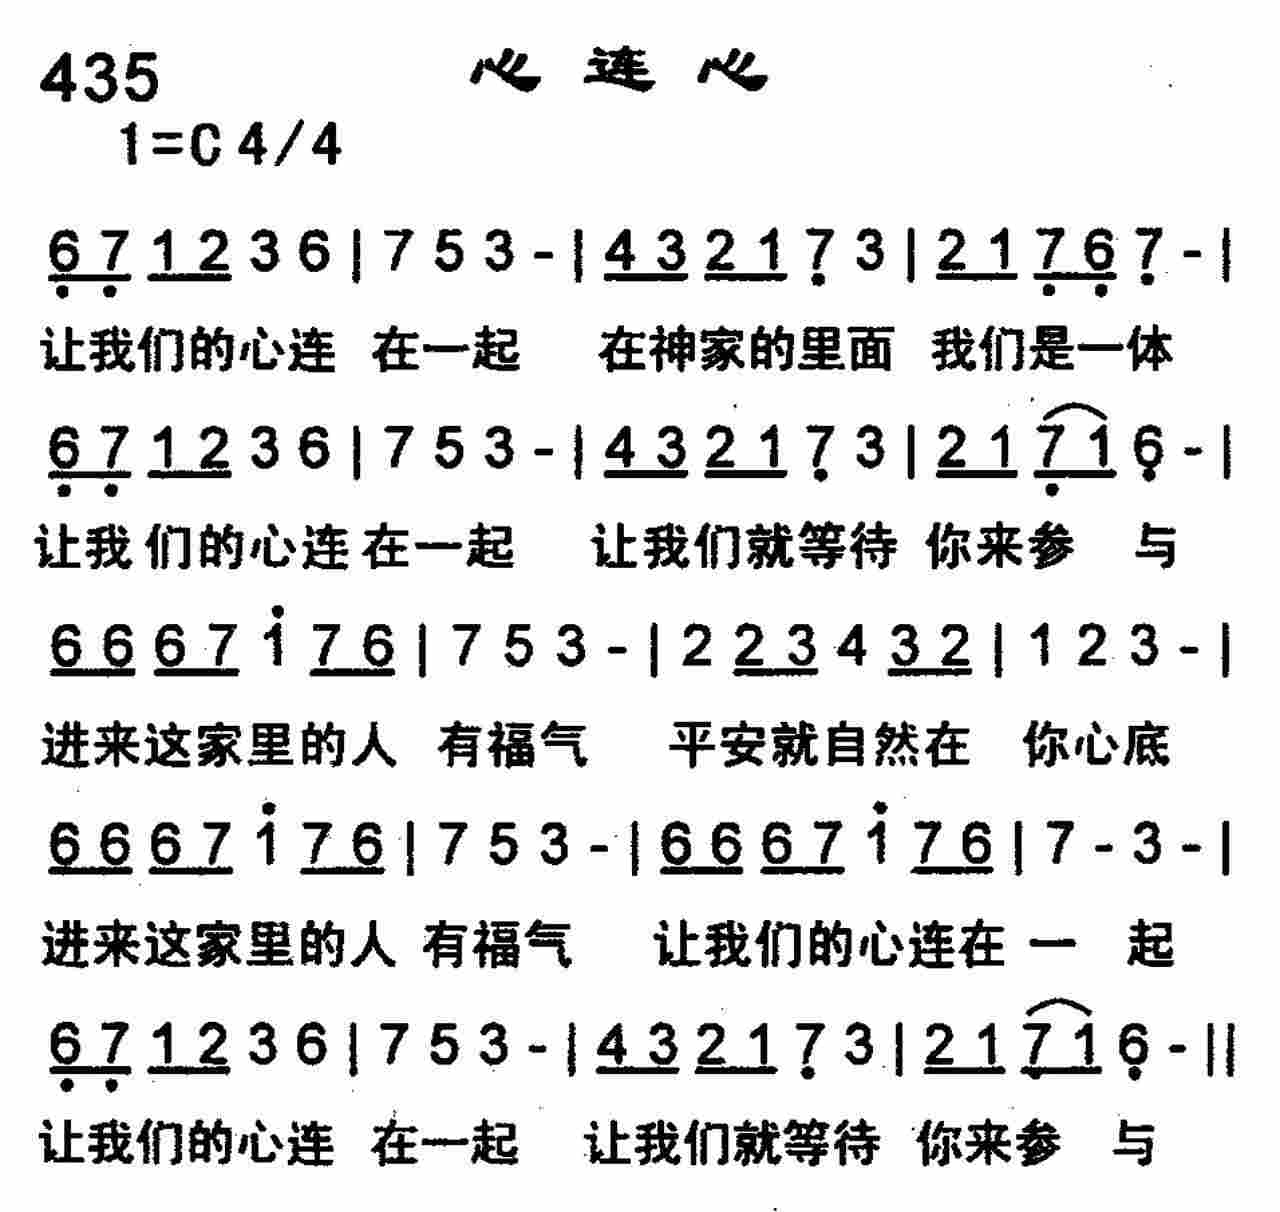 435 心连心
1=C 4/4
6 7 1 2 3 6 | 7 5 3 - | 4 3 2 1 7 3 | 2 1 7 6 7 - |
让我们的心连 在一起 在神家的里面 我们是一体
6 7 1 2 3 6 | 7 5 3 - | 4 3 2 1 7 3 | 2 1 7 1 6 - |
让我们的心连在一起 让我们就等待 你来参 与
6 6 6 7 1 7 6 | 7 5 3 - | 2 2 3 4 3 2 | 1 2 3 - |
进来这家里的人 有福气 平安就自然在 你心底
6 6 6 7 1 7 6 | 7 5 3 - | 6 6 6 7 1 7 6 | 7 - 3 - |
进来这家里的人 有福气 让我们的心连在 一 起
6 7 1 2 3 6 | 7 5 3 - | 4 3 2 1 7 3 | 2 1 7 1 6 - ||
让我们的心连 在一起 让我们就等待 你来参 与